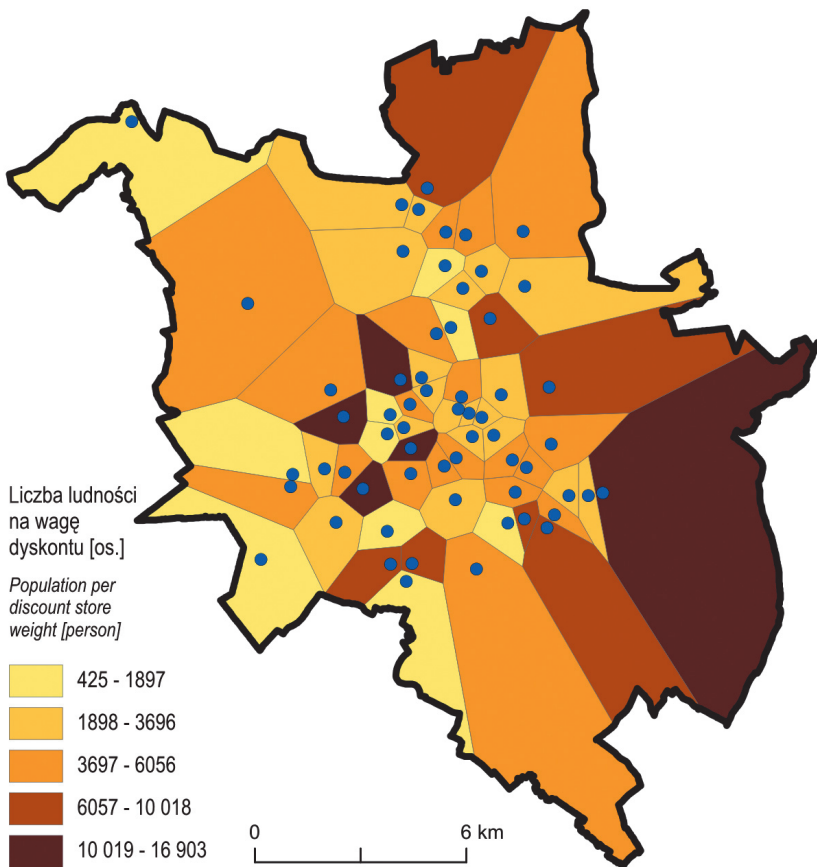 Liczba ludności
na wagę
dyskontu [os.]
Population per
discount store
weight [person]
425 - 1897
1898 - 3696
3697 - 6056
6057 - 10 018
10 019 - 16 903
0
6 km